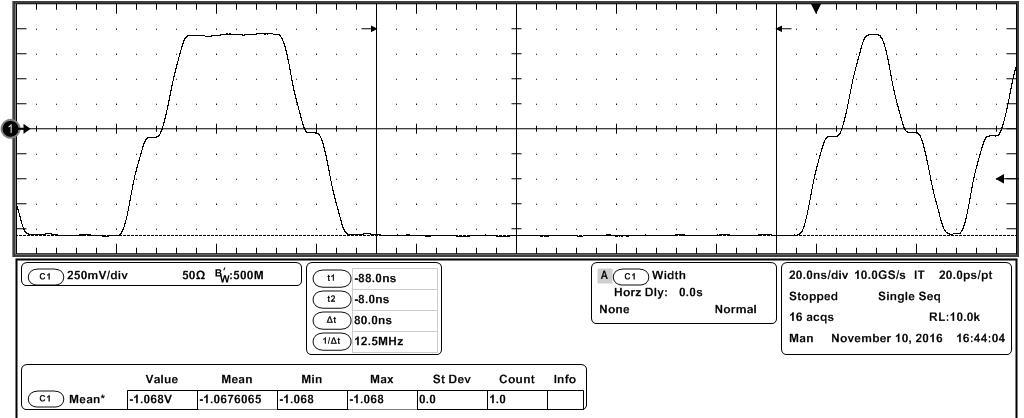 1
C1 250mV/div 50Ω BW:500M
t1 -88.0ns
t2 -8.0ns
Δt 80.0ns
1/Δt 12.5MHz
A C1 Width
Horz Dly: 0.0s
None Normal
20.0ns/div 10.0GS/s IT 20.0ps/pt
Stopped Single Seq
16 acqs RL:10.0k
Man November 10, 2016 16:44:04
Value Mean Min Max St Dev Count Info
C1 Mean* -1.068V -1.0676065 -1.068 -1.068 0.0 1.0